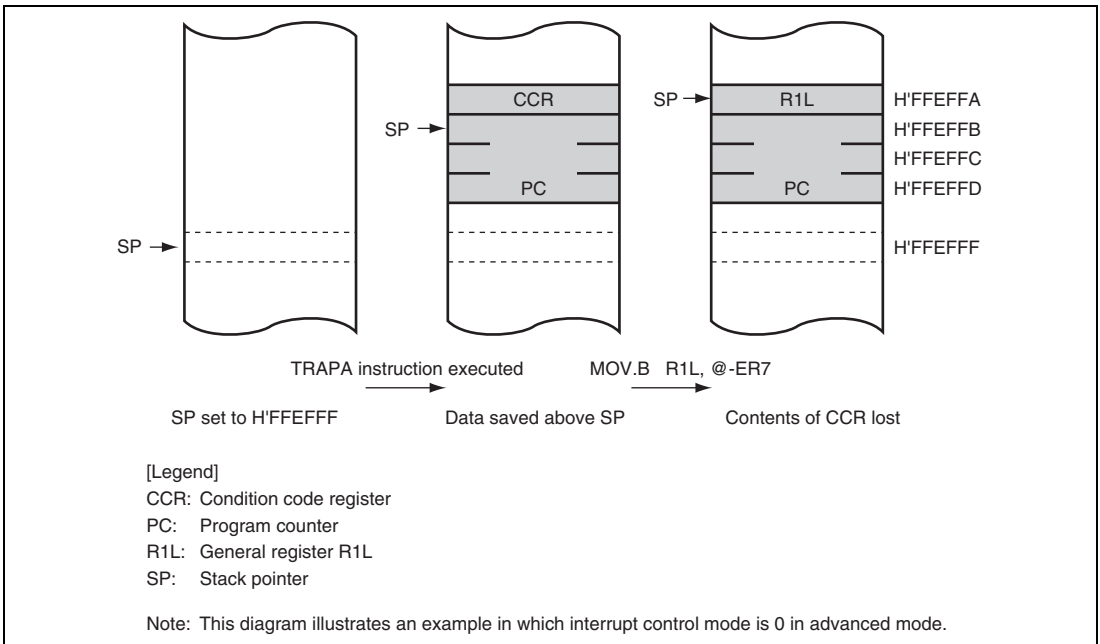 CCR
SP
R1L
H'FFEFFA
SP
H'FFEFFB
H'FFEFFC
PC
PC
H'FFEFFD
SP
H'FFEFFF
TRAPA instruction executed
MOV.B R1L, @-ER7
SP set to H'FFEFFF
Data saved above SP
Contents of CCR lost
[Legend]
CCR: Condition code register
PC: Program counter
R1L: General register R1L
SP: Stack pointer
Note: This diagram illustrates an example in which interrupt control mode is 0 in advanced mode.